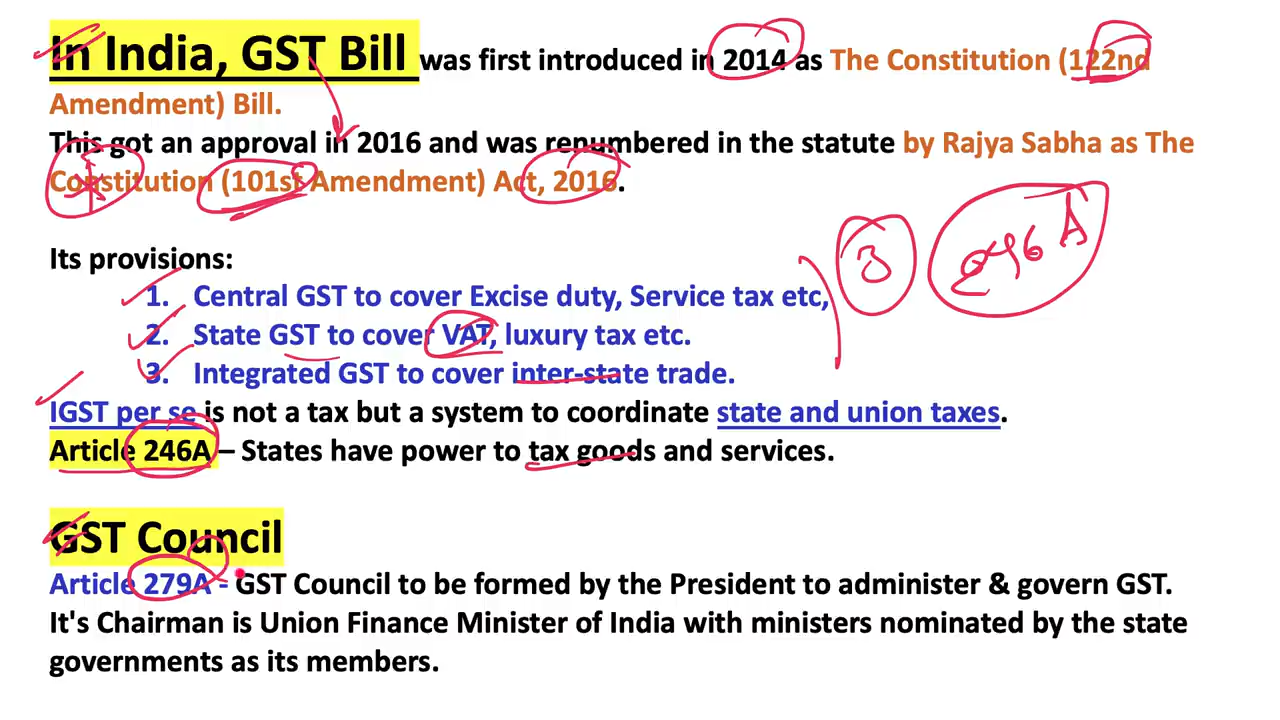 In India, GST Bill was first introduced in 2014 as The Constitution (122nd
Amendment) Bill.
This got an approval in 2016 and was renumbered in the statute by Rajya Sabha as The
Constitution (101st Amendment) Act, 2016.
3 246 A
Its provisions:
1. Central GST to cover Excise duty, Service tax etc,
2. State GST to cover VAT, luxury tax etc.
3. Integrated GST to cover inter-state trade.
IGST per se is not a tax but a system to coordinate state and union taxes.
Article 246A – States have power to tax goods and services.
GST Council
Article 279A - GST Council to be formed by the President to administer & govern GST.
It's Chairman is Union Finance Minister of India with ministers nominated by the state
governments as its members.